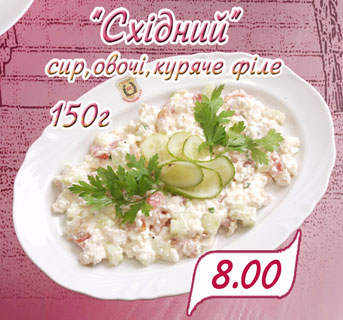 "Східний"
сир, овочі, куряче філе
150г
8.00